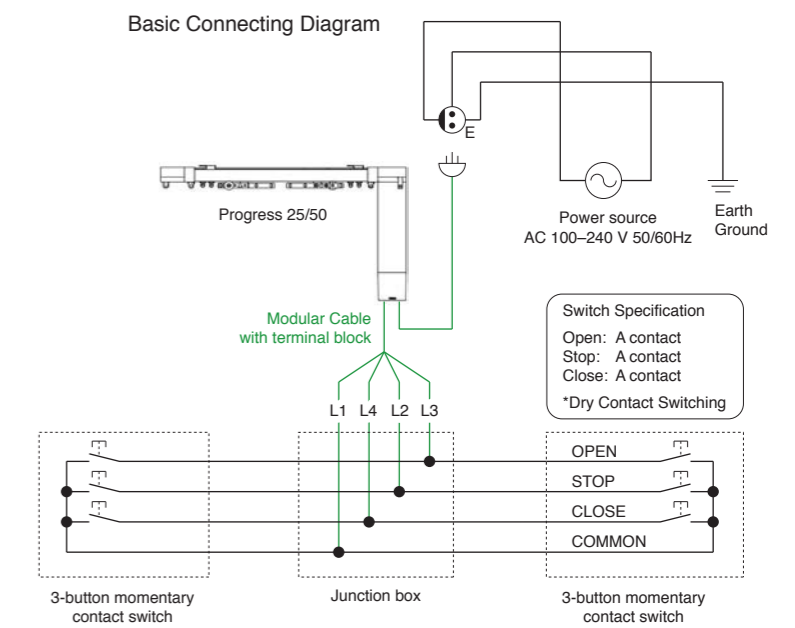 Basic Connecting Diagram
E
Progress 25/50
Power source
AC 100–240 V 50/60Hz
Earth
Ground
Modular Cable
with terminal block
Switch Specification
Open: A contact
Stop: A contact
Close: A contact
*Dry Contact Switching
L1 L4 L2 L3
OPEN
STOP
CLOSE
COMMON
3-button momentary
contact switch
Junction box
3-button momentary
contact switch